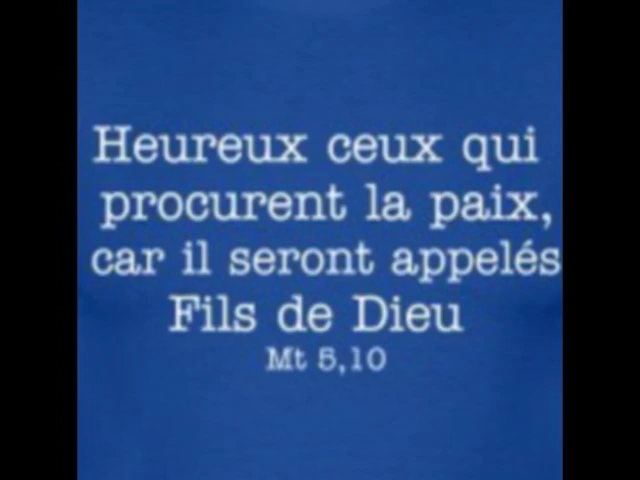 Heureux ceux qui
procurent la paix,
car il seront appelés
Fils de Dieu
Mt 5,10